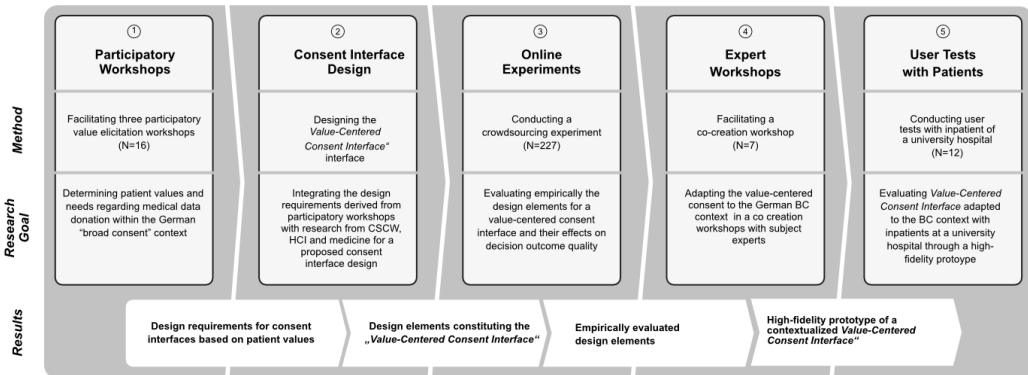 ①
Participatory
Workshops
②
Consent Interface
Design
③
Online
Experiments
④
Expert
Workshops
⑤
User Tests
with Patients
Method
Facilitating three participatory
value elicitation workshops
(N=16)
Designing the
Value-Centered
Consent Interface“
interface
Conducting a
crowdsourcing experiment
(N=227)
Facilitating a
co-creation workshop
(N=7)
Conducting user
tests with inpatient of
a university hospital
(N=12)
Research
Goal
Determining patient values and
needs regarding medical data
donation within the German
“broad consent” context
Integrating the design
requirements derived from
participatory workshops
with research from CSCW,
HCI and medicine for a
proposed consent
interface design
Evaluating empirically the
design elements for a
value-centered consent
interface and their effects on
decision outcome quality
Adapting the value-centered
consent to the German BC
context in a co creation
workshops with subject
experts
Evaluating Value-Centered
Consent Interface adapted
to the BC context with
inpatients at a university
hospital through a high-
fidelity protoype
Results
Design requirements for consent
interfaces based on patient values
Design elements constituting the
„Value-Centered Consent Interface“
Empirically evaluated
design elements
High-fidelity prototype of a
contextualized Value-Centered
Consent Interface“